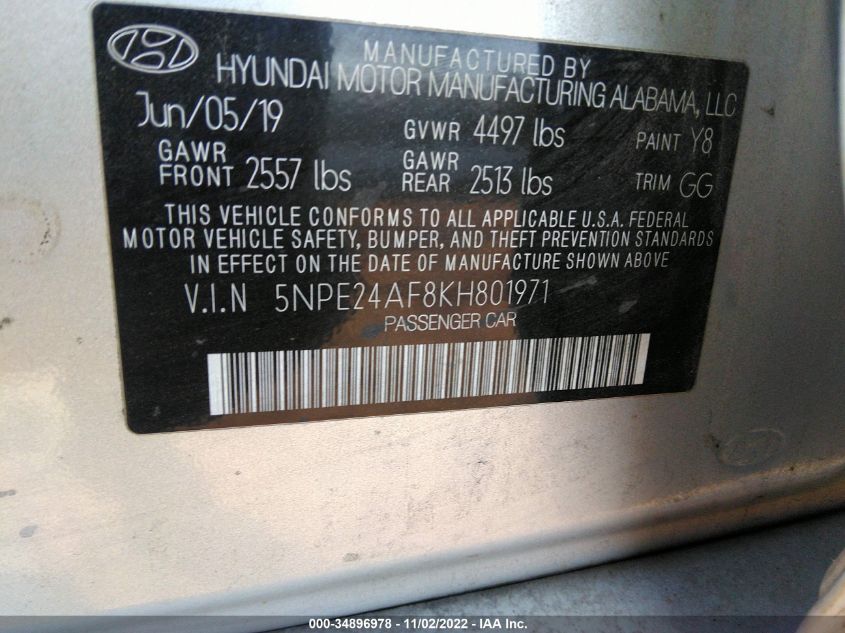 MANUFACTURED BY
HYUNDAI MOTOR MANUFACTURING ALABAMA, LLC
Jun/05/19 GVWR 4497 lbs PAINT Y8
GAWR FRONT 2557 lbs GAWR REAR 2513 lbs TRIM GG
THIS VEHICLE CONFORMS TO ALL APPLICABLE U.S.A. FEDERAL
MOTOR VEHICLE SAFETY, BUMPER, AND THEFT PREVENTION STANDARDS
IN EFFECT ON THE DATE OF MANUFACTURE SHOWN ABOVE.
V.I.N 5NPE24AF8KH801971
PASSENGER CAR
000-34896978 - 11/02/2022 - IAA Inc.